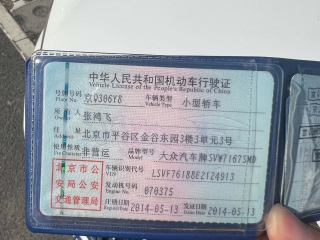 中华人民共和国机动车行驶证
Vehicle License of the People's Republic of China
号牌号码 京Q306Y8 车辆类型 小型轿车
Plate No. Vehicle Type
所有人 张鸿飞
住址 北京市平谷区金谷东园3楼3单元3号
使用性质 非营运 品牌型号 大众汽车牌SVW71675MD
Use Character
北京市公安局公安交通管理局
车辆识别代号 LSVF76188E2124913
VIN
发动机号码 070375
Engine No.
注册日期 2014-05-13 发证日期 2014-05-13
Register Date Issue Date